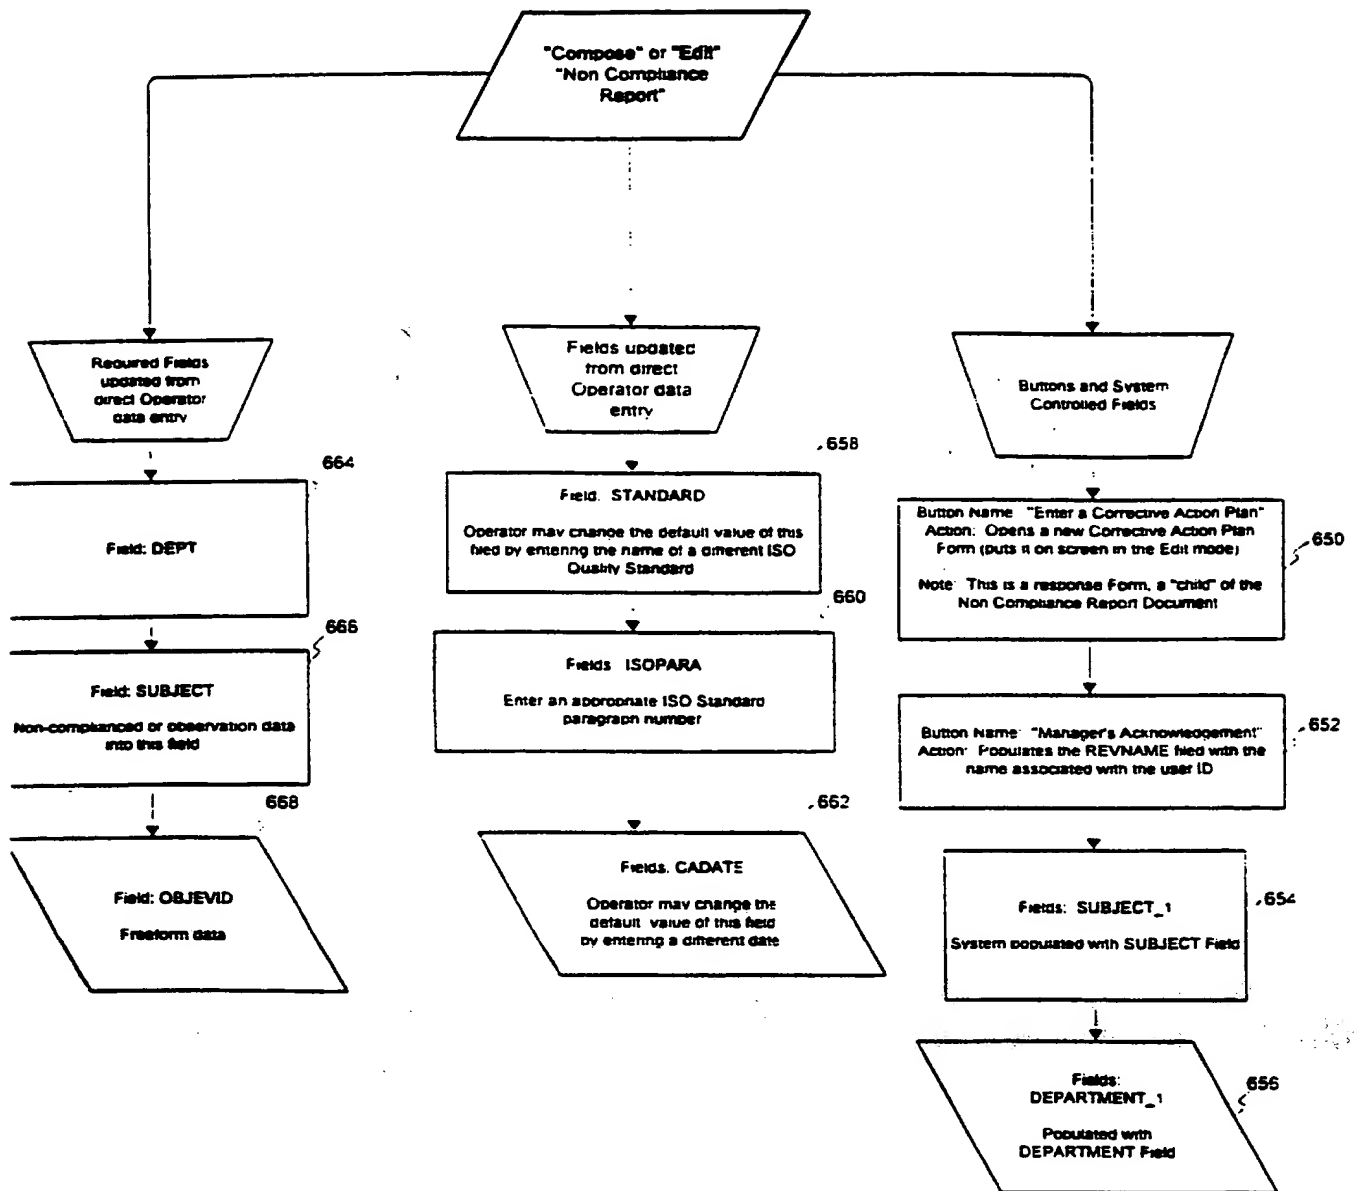 "Compose" or "Edit"
"Non Compliance
Report"
Required Fields
updated from
direct Operator
data entry
664
Field: DEPT
666
Field: SUBJECT
Non-complianced or observation data
into this field
668
Field: OBJEVID
Freeform data
Fields updated
from direct
Operator data
entry
658
Field: STANDARD
Operator may change the default value of this
filed by entering the name of a different ISO
Quality Standard
660
Fields ISOPARA
Enter an appropriate ISO Standard
paragraph number
662
Fields. CADATE
Operator may change the
default value of this field
by entering a different date
Buttons and System
Controlled Fields
Button Name: "Enter a Corrective Action Plan"
Action: Opens a new Corrective Action Plan
Form (puts it on screen in the Edit mode)
Note: This is a response Form, a "child" of the
Non Compliance Report Document
650
Button Name: "Manager's Acknowledgement"
Action: Populates the REVNAME filed with the
name associated with the user ID
652
Fields: SUBJECT_1
System populated with SUBJECT Field
654
Fields:
DEPARTMENT_1
Populated with
DEPARTMENT Field
656